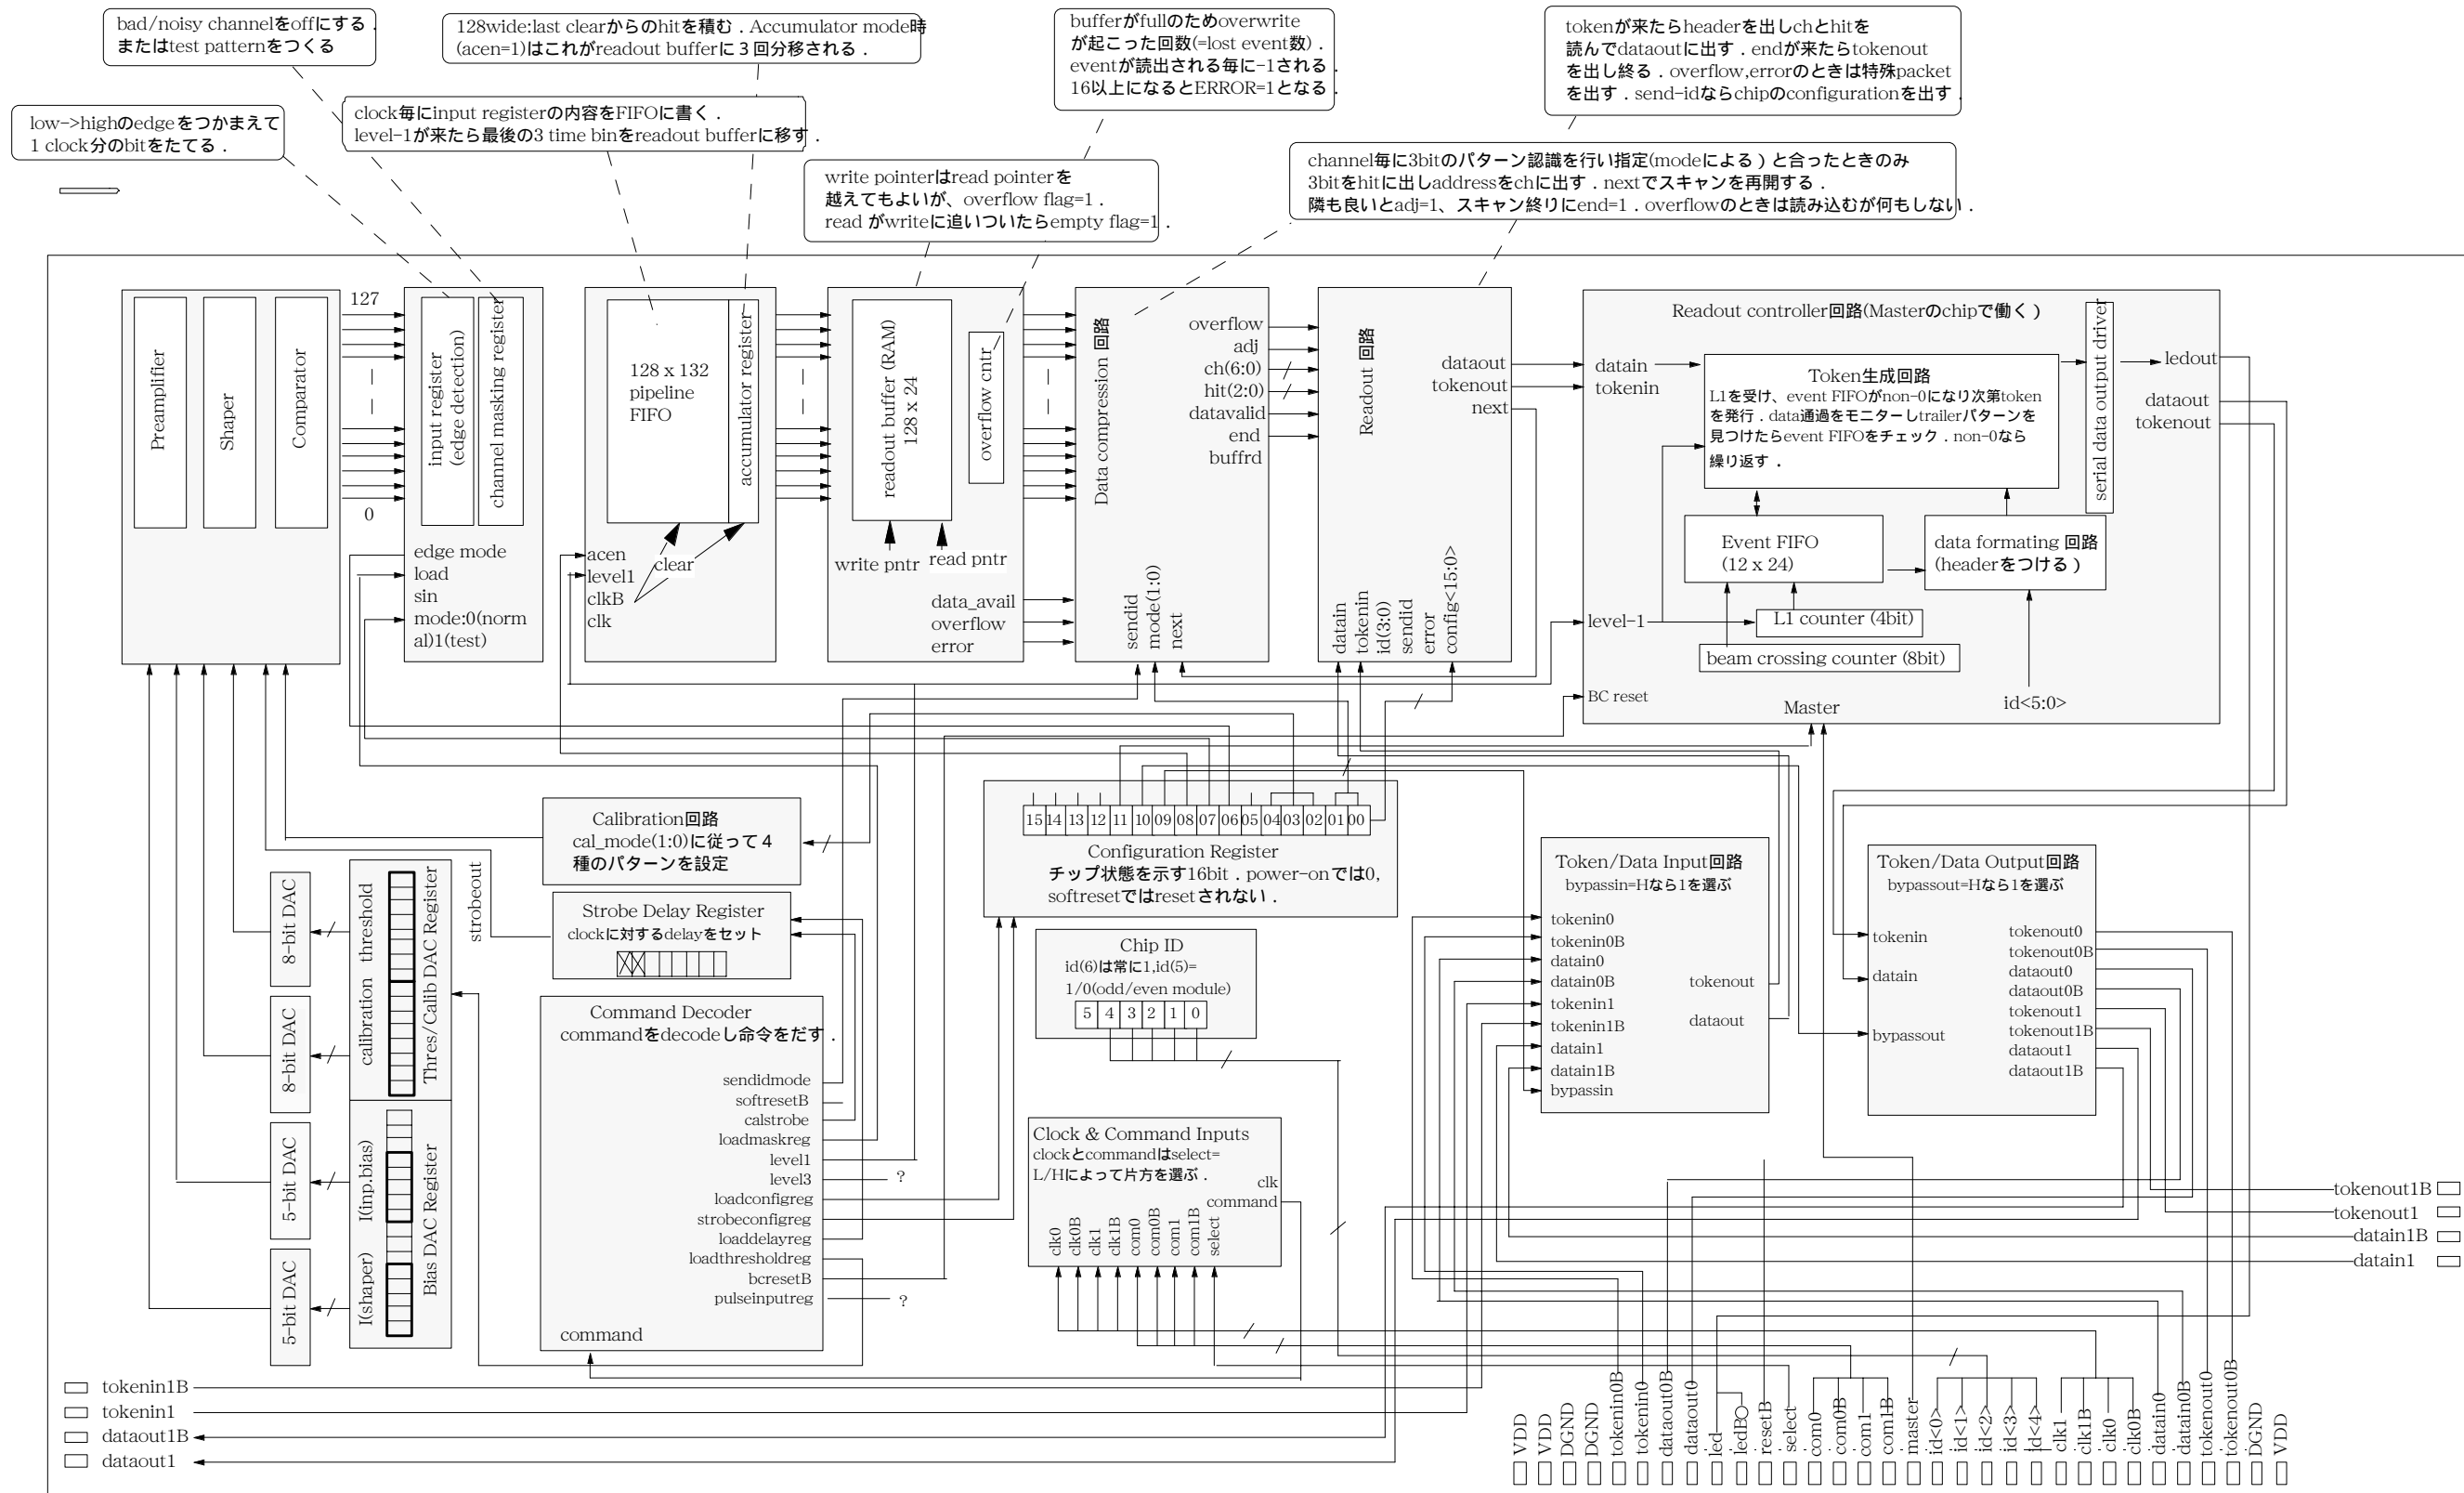 bad/noisy channelをoffにする．
またはtest patternをつくる
128wide:last clearからのhitを積む．Accumulator mode時
(acen=1)はこれがreadout bufferに３回分移される．
bufferがfullのためoverwrite
が起こった回数(=lost event数)．
eventが読出される毎に-1される．
16以上になるとERROR=1となる．
tokenが来たらheaderを出しchとhitを
読んでdataoutに出す．endが来たらtokenout
を出し終る．overflow,errorのときは特殊packet
を出す．send-idならchipのconfigurationを出す．
low->highのedgeをつかまえて
1 clock分のbitをたてる．
clock毎にinput registerの内容をFIFOに書く．
level-1が来たら最後の3 time binをreadout bufferに移す．
write pointerはread pointerを
越えてもよいが、overflow flag=1．
read がwriteに追いついたらempty flag=1．
channel毎に3bitのパターン認識を行い指定(modeによる）と合ったときのみ
3bitをhitに出しaddressをchに出す．nextでスキャンを再開する．
隣も良いとadj=1、スキャン終りにend=1．overflowのときは読み込むが何もしない．
Preamplifier
Shaper
Comparator
127
0
input register
(edge detection)
channel masking register
edge mode
load
sin
mode:0(norm
al)1(test)
128 x 132
pipeline
FIFO
accumulator register
acen
level1
clkB
clk
clear
readout buffer (RAM)
128 x 24
overflow cntr
write pntr
read pntr
data_avail
overflow
error
Data compression 回路
overflow
adj
ch(6:0)
hit(2:0)
datavalid
end
buffrd
sendid
mode(1:0)
next
Readout 回路
dataout
tokenout
next
datain
tokenin
id(3:0)
sendid
error
config<15:0>
Readout controller回路(Masterのchipで働く）
datain
tokenin
Token生成回路
L1を受け、event FIFOがnon-0になり次第token
を発行．data通過をモニターしtrailerパターンを
見つけたらevent FIFOをチェック．non-0なら
繰り返す．
serial data output driver
ledout
dataout
tokenout
Event FIFO
(12 x 24)
data formating 回路
(headerをつける）
level-1
L1 counter (4bit)
beam crossing counter (8bit)
BC reset
Master
id<5:0>
Calibration回路
cal_mode(1:0)に従って４
種のパターンを設定
15 14 13 12 11 10 09 08 07 06 05 04 03 02 01 00
Configuration Register
チップ状態を示す16bit．power-onでは0,
softresetではresetされない．
Strobe Delay Register
clockに対するdelayをセット
strobeout
8-bit DAC
8-bit DAC
5-bit DAC
5-bit DAC
threshold
calibration
Thres/Calib DAC Register
I(inp.bias)
I(shaper)
Bias DAC Register
Command Decoder
commandをdecodeし命令をだす．
sendidmode
softresetB
calstrobe
loadmaskreg
level1
level3
?
loadconfigreg
strobeconfigreg
loaddelayreg
loadthresholdreg
bcresetB
pulseinputreg
?
command
Chip ID
id(6)は常に1,id(5)=
1/0(odd/even module)
5 4 3 2 1 0
Clock & Command Inputs
clockとcommandはselect=
L/Hによって片方を選ぶ．
clk
command
clk0
clk0B
clk1
clk1B
com0
com0B
com1
com1B
select
Token/Data Input回路
bypassin=Hなら1を選ぶ
tokenin0
tokenin0B
datain0
datain0B
tokenin1
tokenin1B
datain1
datain1B
bypassin
tokenout
dataout
Token/Data Output回路
bypassout=Hなら1を選ぶ
tokenin
datain
bypassout
tokenout0
tokenout0B
dataout0
dataout0B
tokenout1
tokenout1B
dataout1
dataout1B
tokenout1B
tokenout1
datain1B
datain1
tokenin1B
tokenin1
dataout1B
dataout1
VDD
VDD
DGND
DGND
tokenin0B
tokenin0
dataout0B
dataout0
led
ledB
resetB
select
com0
com0B
com1
com1B
master
id<0>
id<1>
id<2>
id<3>
id<4>
clk1
clk1B
clk0
clk0B
datain0
datain0B
tokenout0
tokenout0B
DGND
VDD